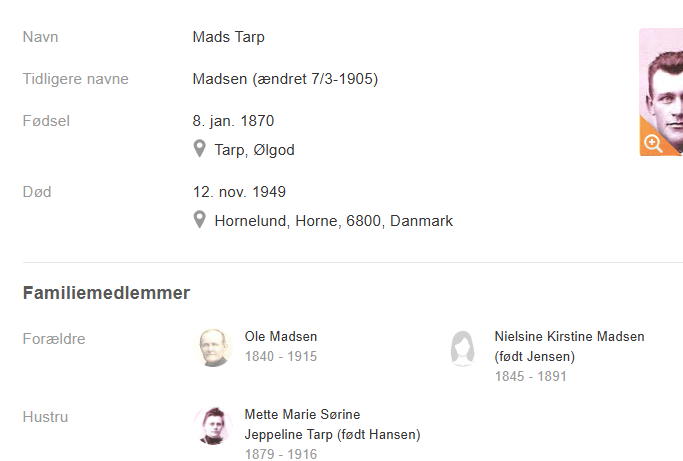 Navn Mads Tarp
Tidligere navne Madsen (ændret 7/3-1905)
Fødsel 8. jan. 1870
Tarp, Ølgod
Død 12. nov. 1949
Hornelund, Horne, 6800, Danmark
Familiemedlemmer
Forældre
Ole Madsen
1840 - 1915
Nielsine Kirstine Madsen
(født Jensen)
1845 - 1891
Hustru
Mette Marie Sørine
Jeppeline Tarp (født Hansen)
1879 - 1916